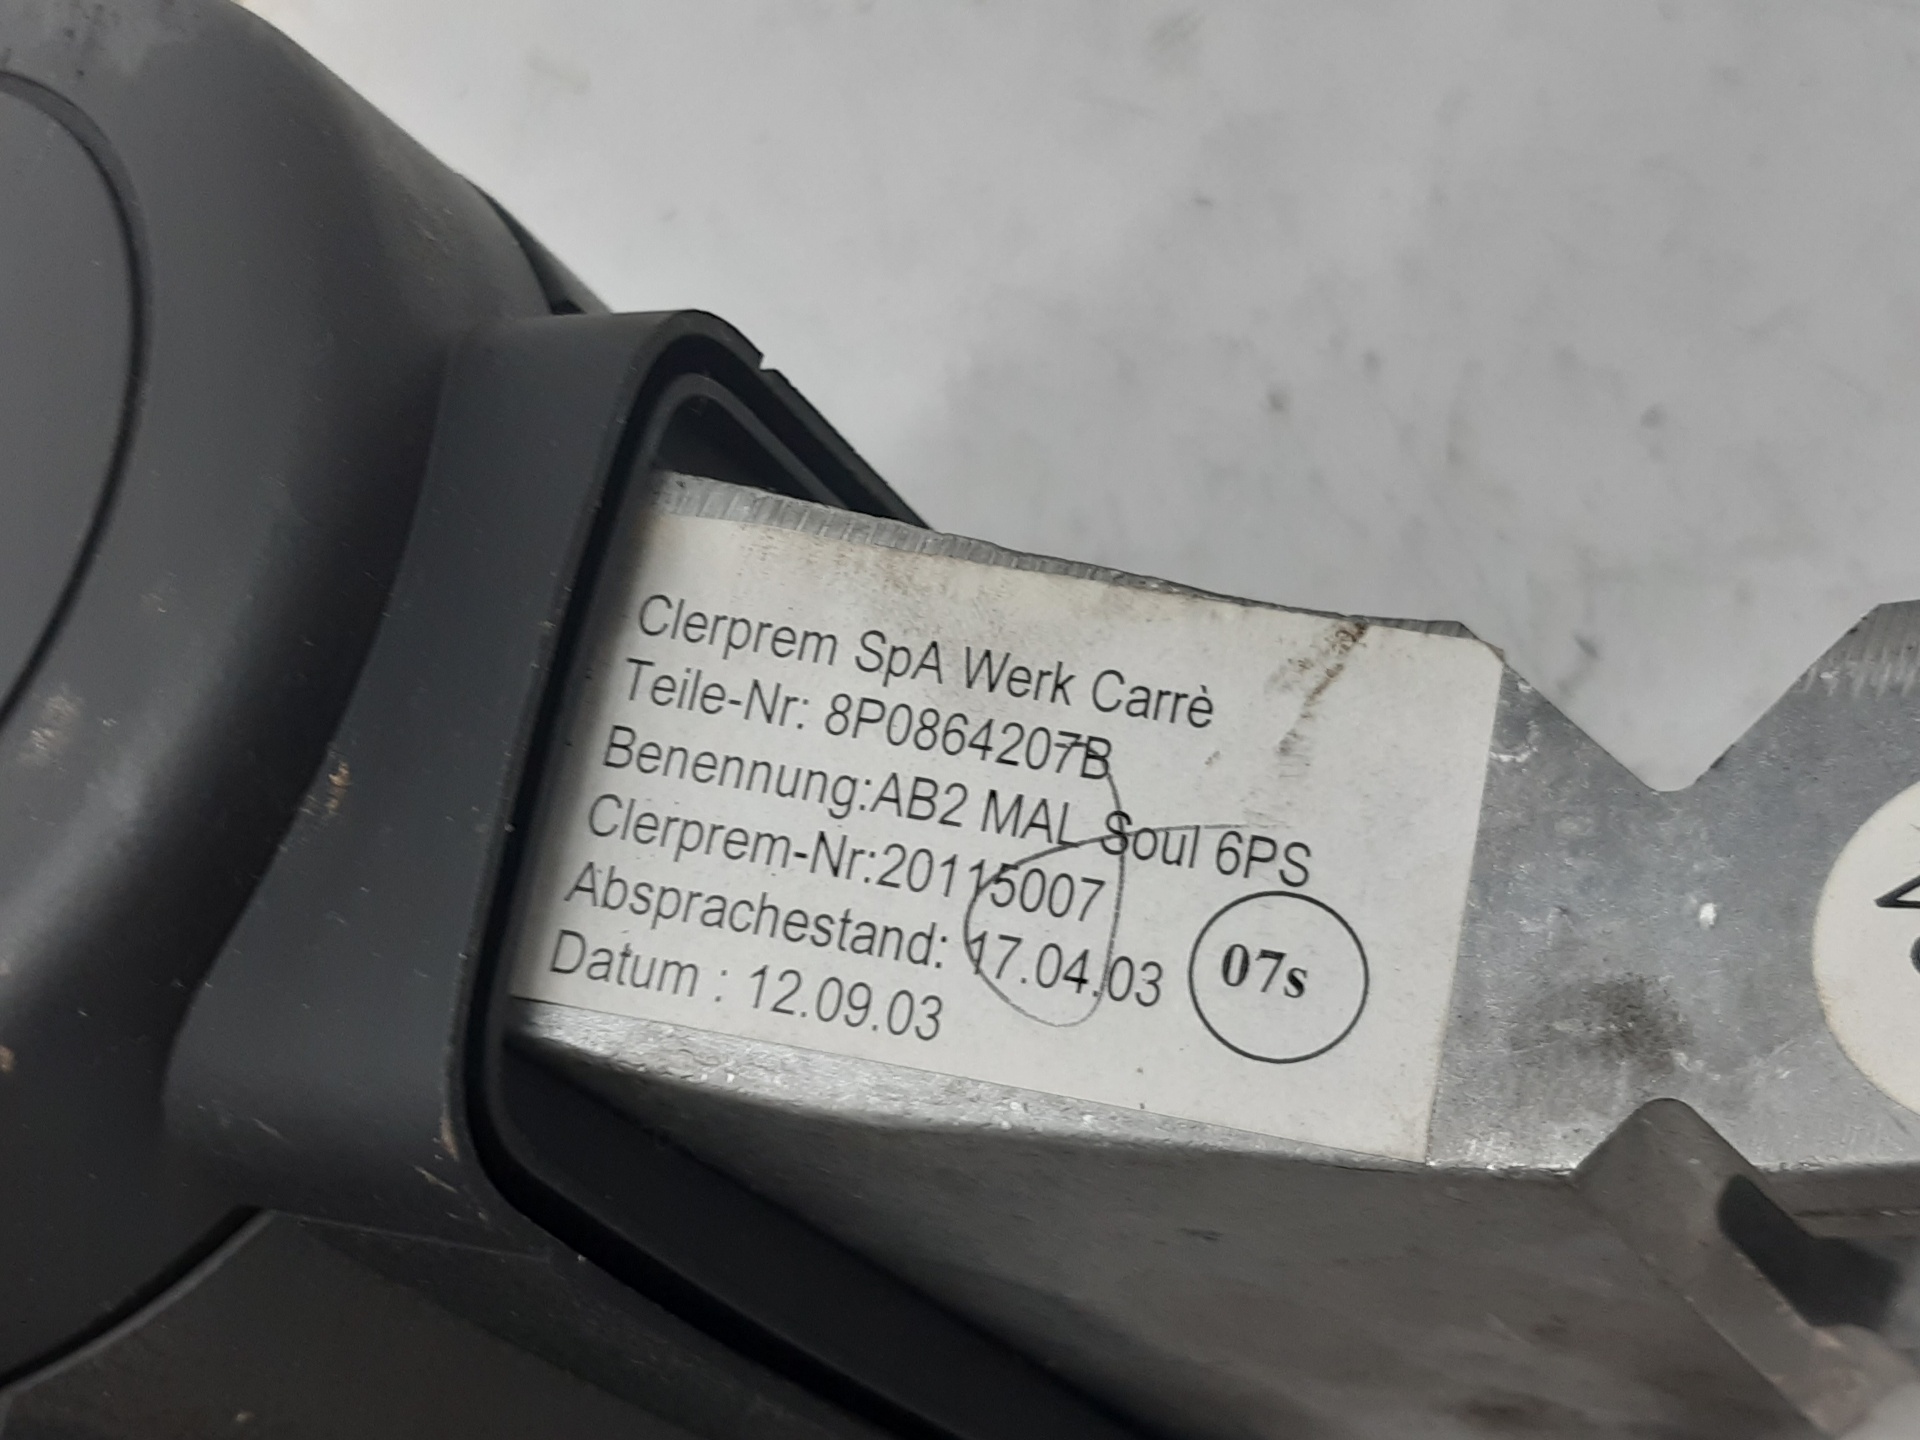 Clerprem SpA Werk Carrè
Teile-Nr: 8P0864207B
Benennung:AB2 MAL Soul 6PS
Clerprem-Nr:20115007
Absprachestand: 17.04.03
07s
Datum : 12.09.03